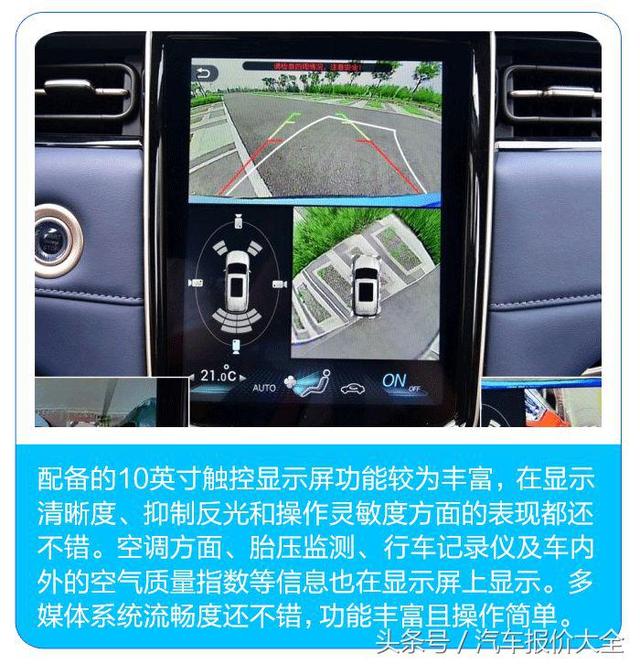 请检查四周情况，注意安全!
21.0℃
AUTO
ON
OFF
配备的10英寸触控显示屏功能较为丰富，在显示
清晰度、抑制反光和操作灵敏度方面的表现都还
不错。空调方面、胎压监测、行车记录仪及车内
外的空气质量指数等信息也在显示屏上显示。多
媒体系统流畅度还不错，功能丰富且操作简单。
头条号 / 汽车报价大全